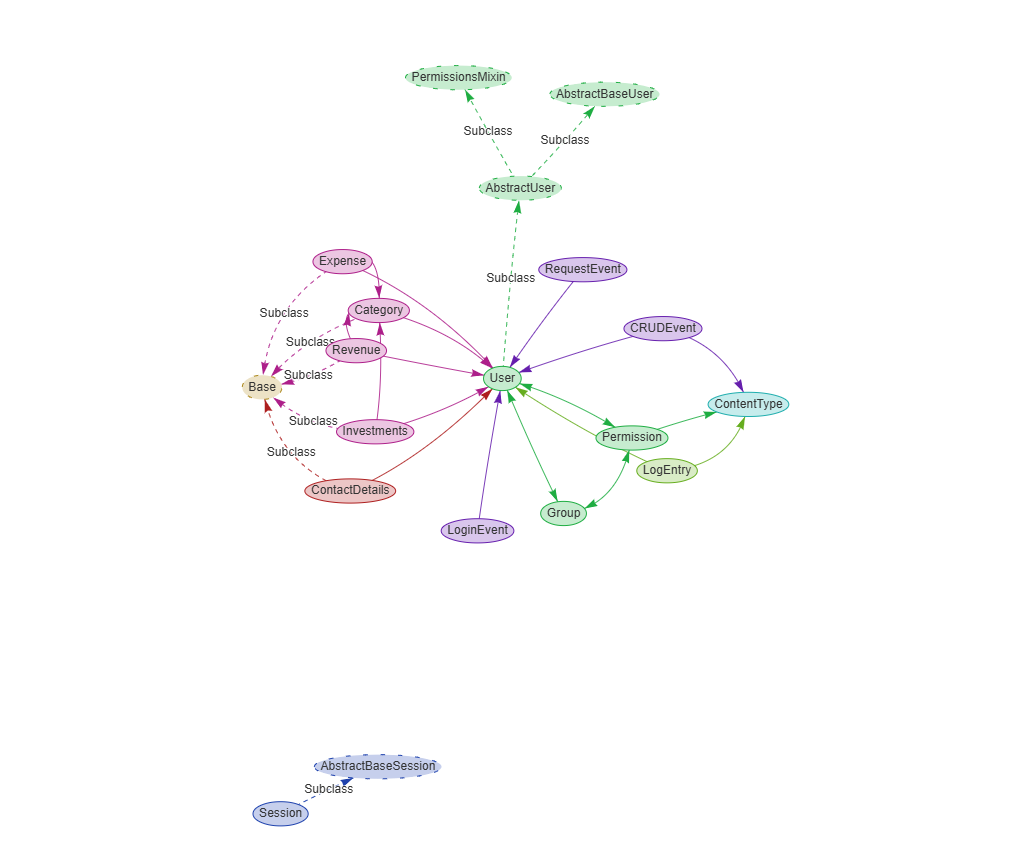 PermissionsMixin
AbstractBaseUser
Subclass
Subclass
AbstractUser
Expense
RequestEvent
Subclass
Subclass
Category
CRUDEvent
Subclass
Revenue
Subclass
User
Base
ContentType
Subclass
Investments
Permission
Subclass
LogEntry
ContactDetails
Group
LoginEvent
AbstractBaseSession
Subclass
Session